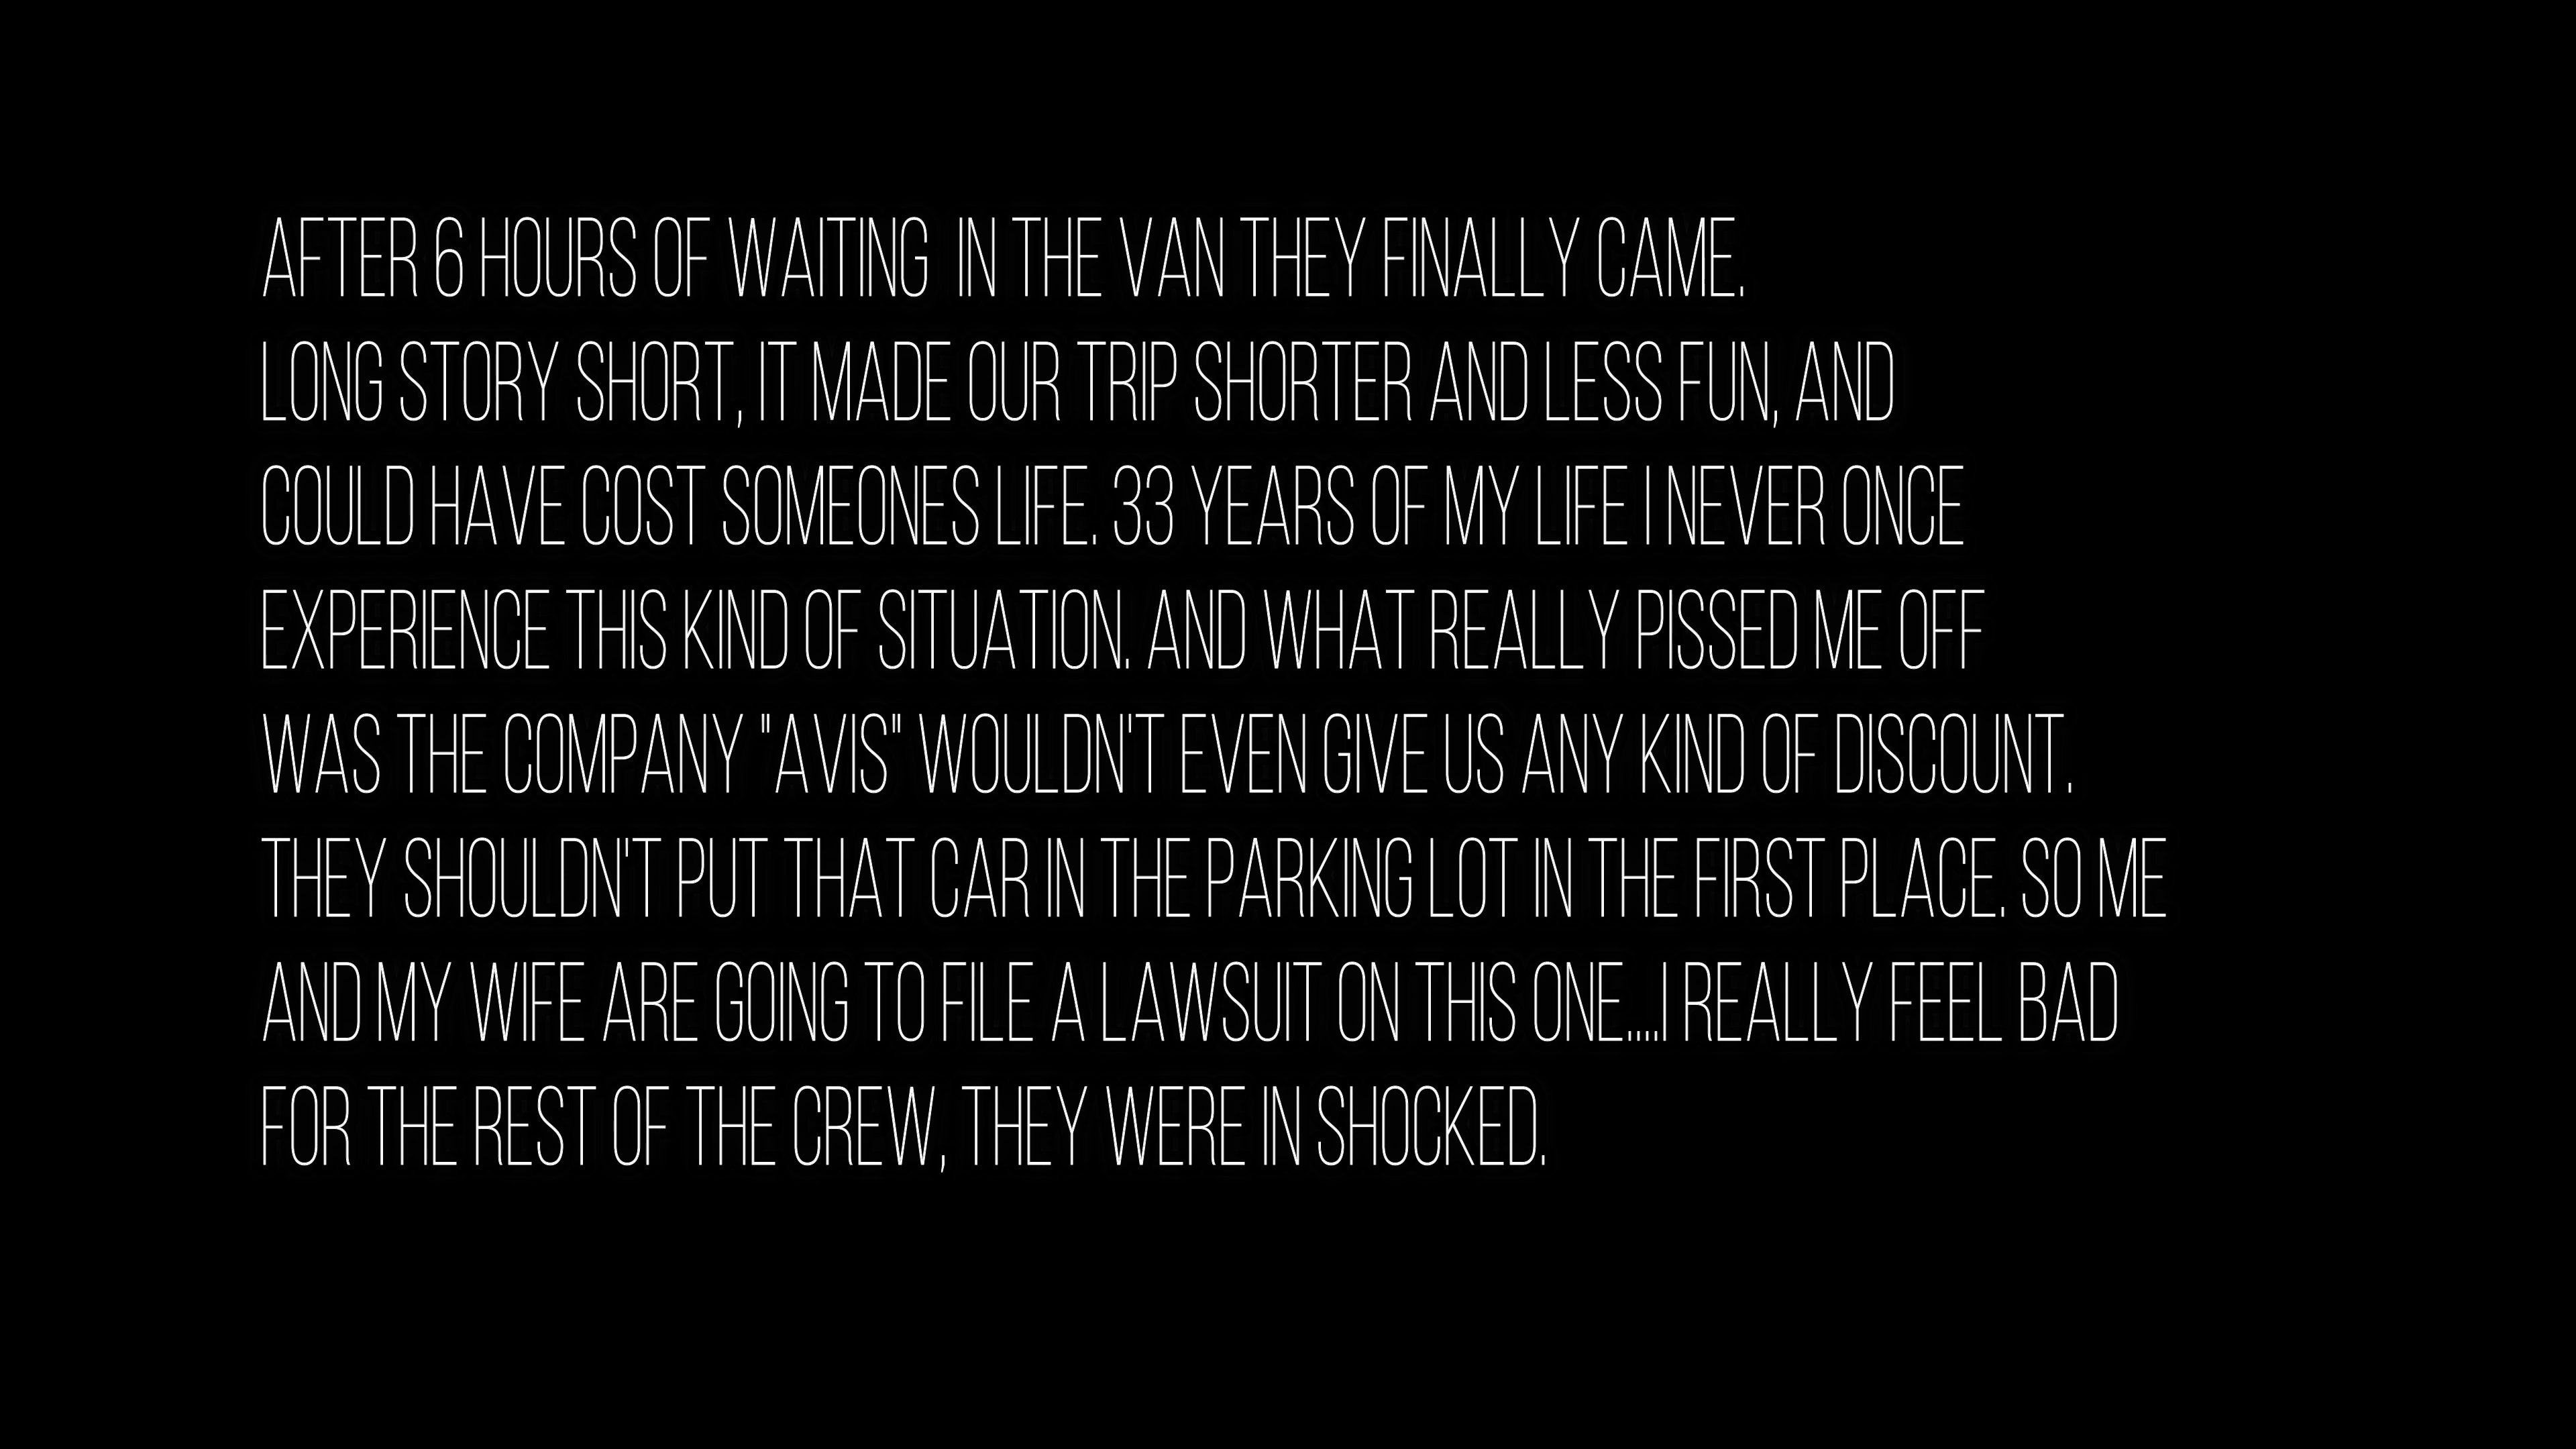 AFTER 6 HOURS OF WAITING  IN THE VAN THEY FINALLY CAME.
LONG STORY SHORT, IT MADE OUR TRIP SHORTER AND LESS FUN, AND
COULD HAVE COST SOMEONES LIFE. 33 YEARS OF MY LIFE I NEVER ONCE
EXPERIENCE THIS KIND OF SITUATION. AND WHAT REALLY PISSED ME OFF
WAS THE COMPANY "AVIS" WOULDN'T EVEN GIVE US ANY KIND OF DISCOUNT.
THEY SHOULDN'T PUT THAT CAR IN THE PARKING LOT IN THE FIRST PLACE. SO ME
AND MY WIFE ARE GOING TO FILE A LAWSUIT ON THIS ONE....I REALLY FEEL BAD
FOR THE REST OF THE CREW, THEY WERE IN SHOCKED.